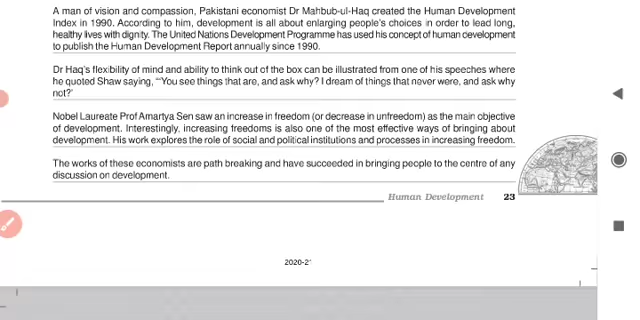 A man of vision and compassion, Pakistani economist Dr Mahbub-ul-Haq created the Human Development
Index in 1990. According to him, development is all about enlarging people's choices in order to lead long,
healthy lives with dignity. The United Nations Development Programme has used his concept of human development
to publish the Human Development Report annually since 1990.
Dr Haq's flexibility of mind and ability to think out of the box can be illustrated from one of his speeches where
he quoted Shaw saying, "'You see things that are, and ask why? I dream of things that never were, and ask why
not?'
Nobel Laureate Prof Amartya Sen saw an increase in freedom (or decrease in unfreedom) as the main objective
of development. Interestingly, increasing freedoms is also one of the most effective ways of bringing about
development. His work explores the role of social and political institutions and processes in increasing freedom.
The works of these economists are path breaking and have succeeded in bringing people to the centre of any
discussion on development.
Human Development 23
2020-2